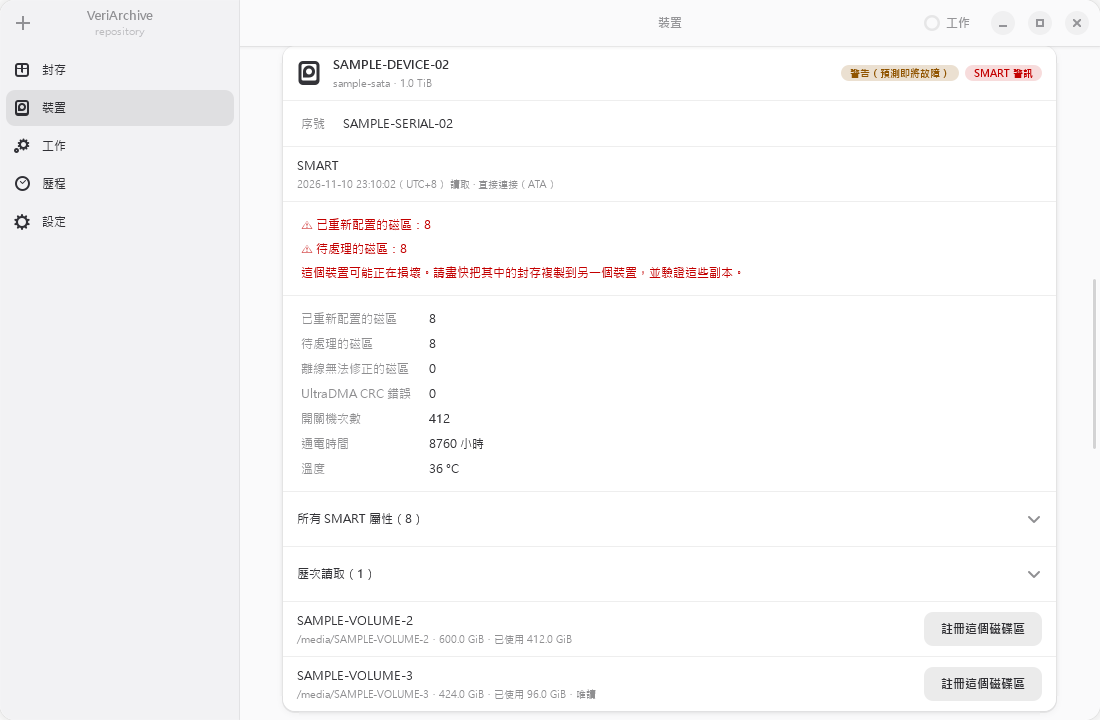 VeriArchive
repository
封存
裝置
工作
歷程
設定
裝置
工作
SAMPLE-DEVICE-02
sample-sata · 1.0 TiB
警告（預測即將故障）
SMART 警訊
序號 SAMPLE-SERIAL-02
SMART
2026-11-10 23:10:02（UTC+8） 讀取 · 直接連接（ATA）
⚠ 已重新配置的磁區：8
⚠ 待處理的磁區：8
這個裝置可能正在損壞。請盡快把其中的封存複製到另一個裝置，並驗證這些副本。
已重新配置的磁區 8
待處理的磁區 8
離線無法修正的磁區 0
UltraDMA CRC 錯誤 0
開關機次數 412
通電時間 8760 小時
溫度 36 °C
所有 SMART 屬性（8）
歷次讀取（1）
SAMPLE-VOLUME-2
/media/SAMPLE-VOLUME-2 · 600.0 GiB · 已使用 412.0 GiB
註冊這個磁碟區
SAMPLE-VOLUME-3
/media/SAMPLE-VOLUME-3 · 424.0 GiB · 已使用 96.0 GiB · 唯讀
註冊這個磁碟區